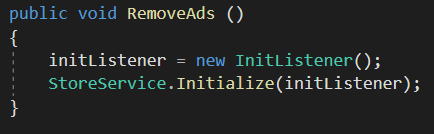 public void RemoveAds ()
{
    initListener = new InitListener();
    StoreService.Initialize(initListener);
}